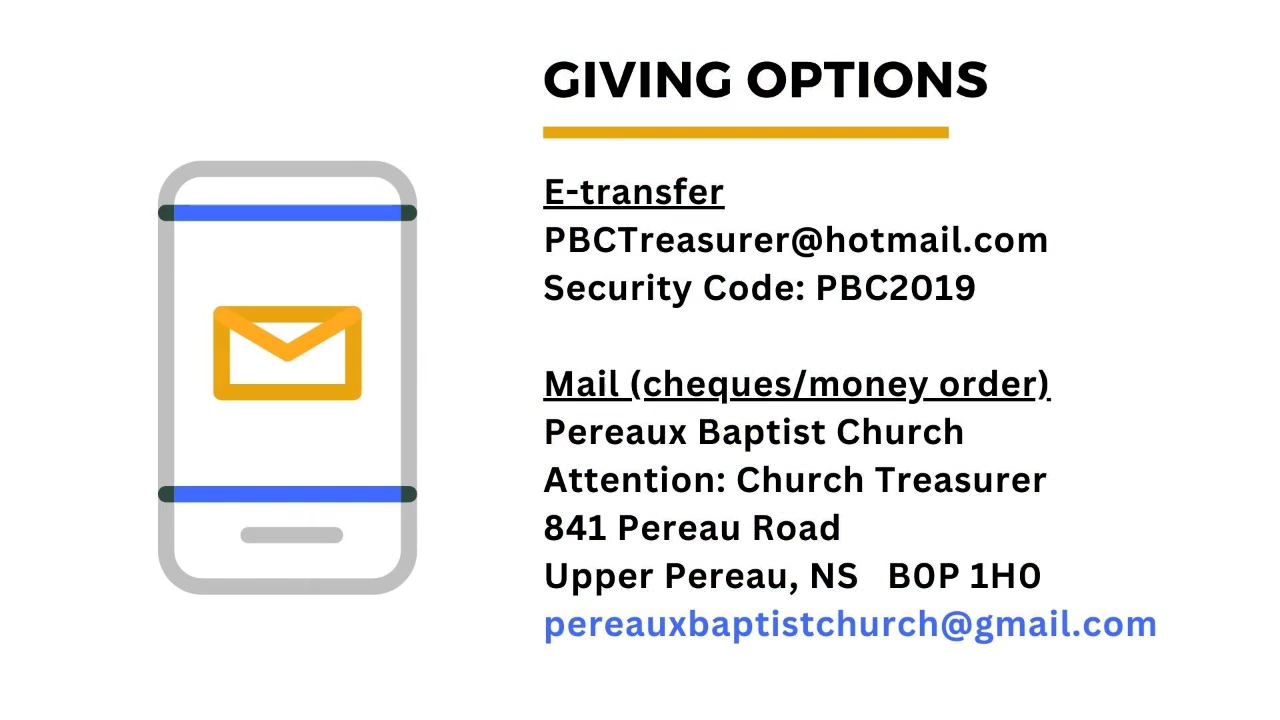 GIVING OPTIONS
E-transfer
PBCTreasurer@hotmail.com
Security Code: PBC2019
Mail (cheques/money order)
Pereaux Baptist Church
Attention: Church Treasurer
841 Pereau Road
Upper Pereau, NS B0P 1H0
pereauxbaptistchurch@gmail.com